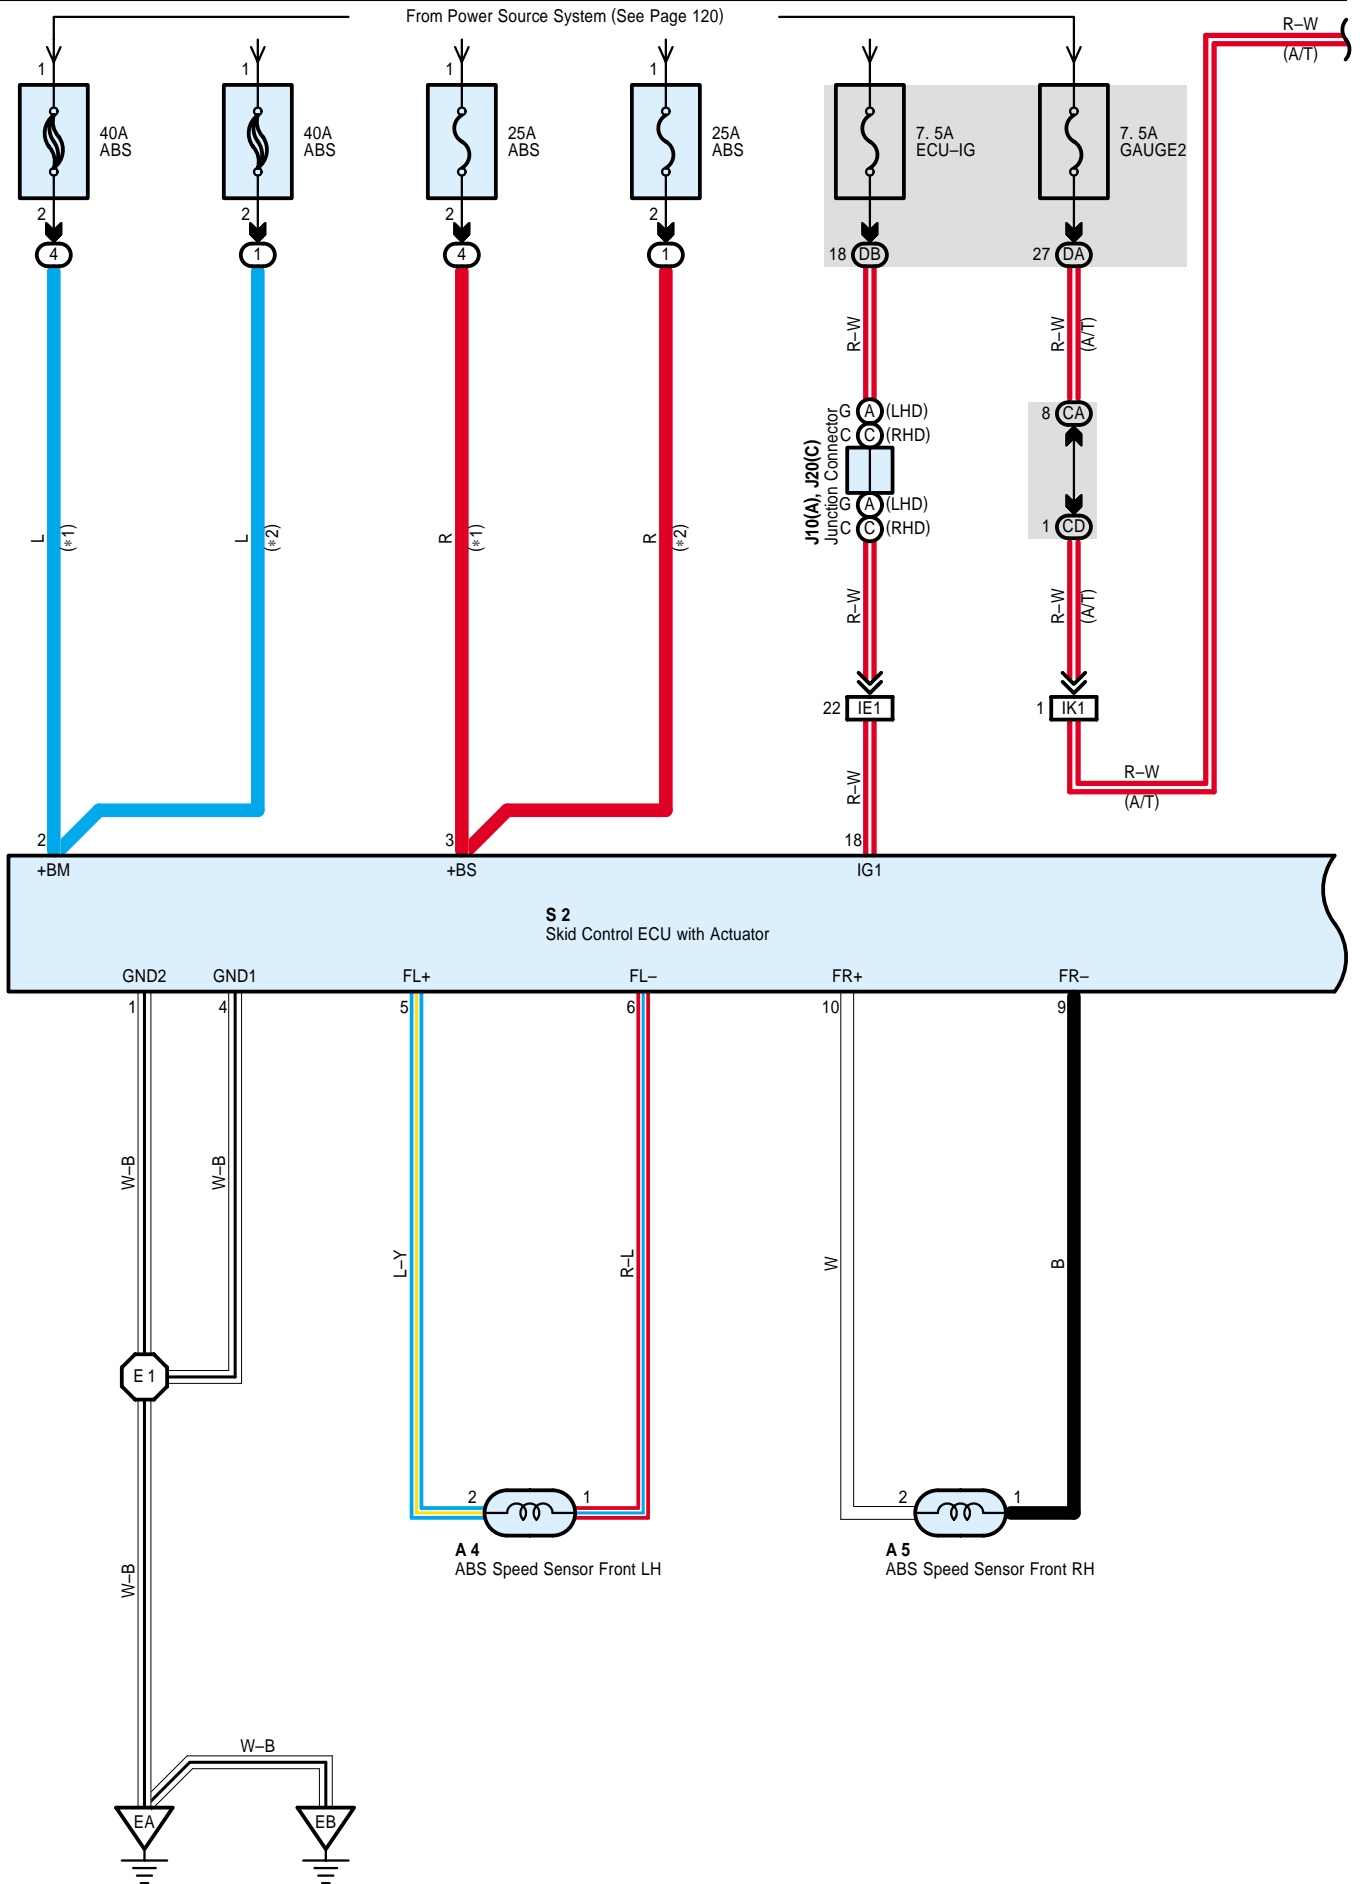 From Power Source System (See Page 120)
R–W
(A/T)
1
1
1
1
40A
ABS
40A
ABS
25A
ABS
25A
ABS
7. 5A
ECU–IG
7. 5A
GAUGE2
2
2
2
2
4
1
4
1
18 DB
27 DA
R–W
R–W
(A/T)
G A (LHD)
C C (RHD)
8 CA
J10(A), J20(C)
Junction Connector
G A (LHD)
C C (RHD)
1 CD
L
(*1)
L
(*2)
R
(*1)
R
(*2)
R–W
R–W
(A/T)
22 IE1
1 IK1
R–W
R–W
(A/T)
2
3
18
+BM
+BS
IG1
S 2
Skid Control ECU with Actuator
GND2
GND1
FL+
FL–
FR+
FR–
1
4
5
6
10
9
W–B
W–B
L–Y
R–L
W
B
E 1
2
1
2
1
A 4
ABS Speed Sensor Front LH
A 5
ABS Speed Sensor Front RH
W–B
W–B
EA
EB